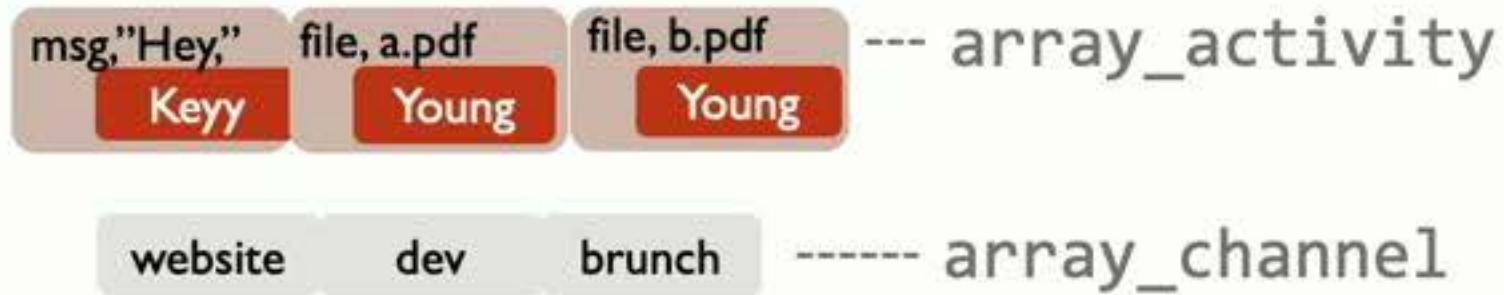 msg,”Hey,” file, a.pdf file, b.pdf --- array_activity
Keyy Young Young
website dev brunch ------ array_channel